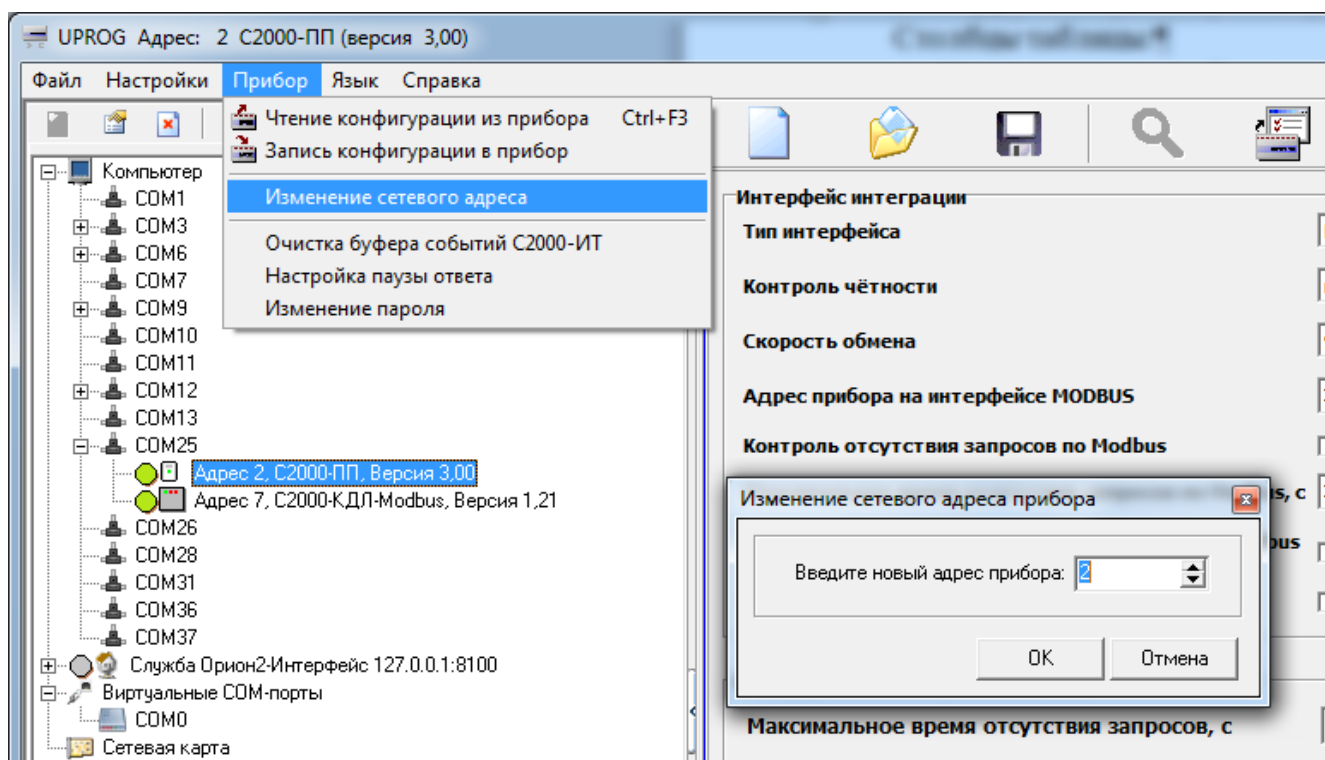 UPROG Адрес: 2 С2000-ПП (версия 3,00)
Столбцы таблицы¶
Файл Настройки Прибор Язык Справка
Чтение конфигурации из прибора Ctrl+F3
Запись конфигурации в прибор
Изменение сетевого адреса
Очистка буфера событий С2000-ИТ
Настройка паузы ответа
Изменение пароля
Компьютер
COM1
COM3
COM6
COM7
COM9
COM10
COM11
COM12
COM13
COM25
Адрес 2, С2000-ПП, Версия 3,00
Адрес 7, С2000-КДЛ-Modbus, Версия 1,21
COM26
COM28
COM31
COM36
COM37
Служба Орион2-Интерфейс 127.0.0.1:8100
Виртуальные COM-порты
COM0
Сетевая карта
Интерфейс интеграции
Тип интерфейса
Контроль чётности
Скорость обмена
Адрес прибора на интерфейсе MODBUS
Контроль отсутствия запросов по Modbus
Изменение сетевого адреса прибора
s, с
bus
Введите новый адрес прибора: 2
OK Отмена
Максимальное время отсутствия запросов, с